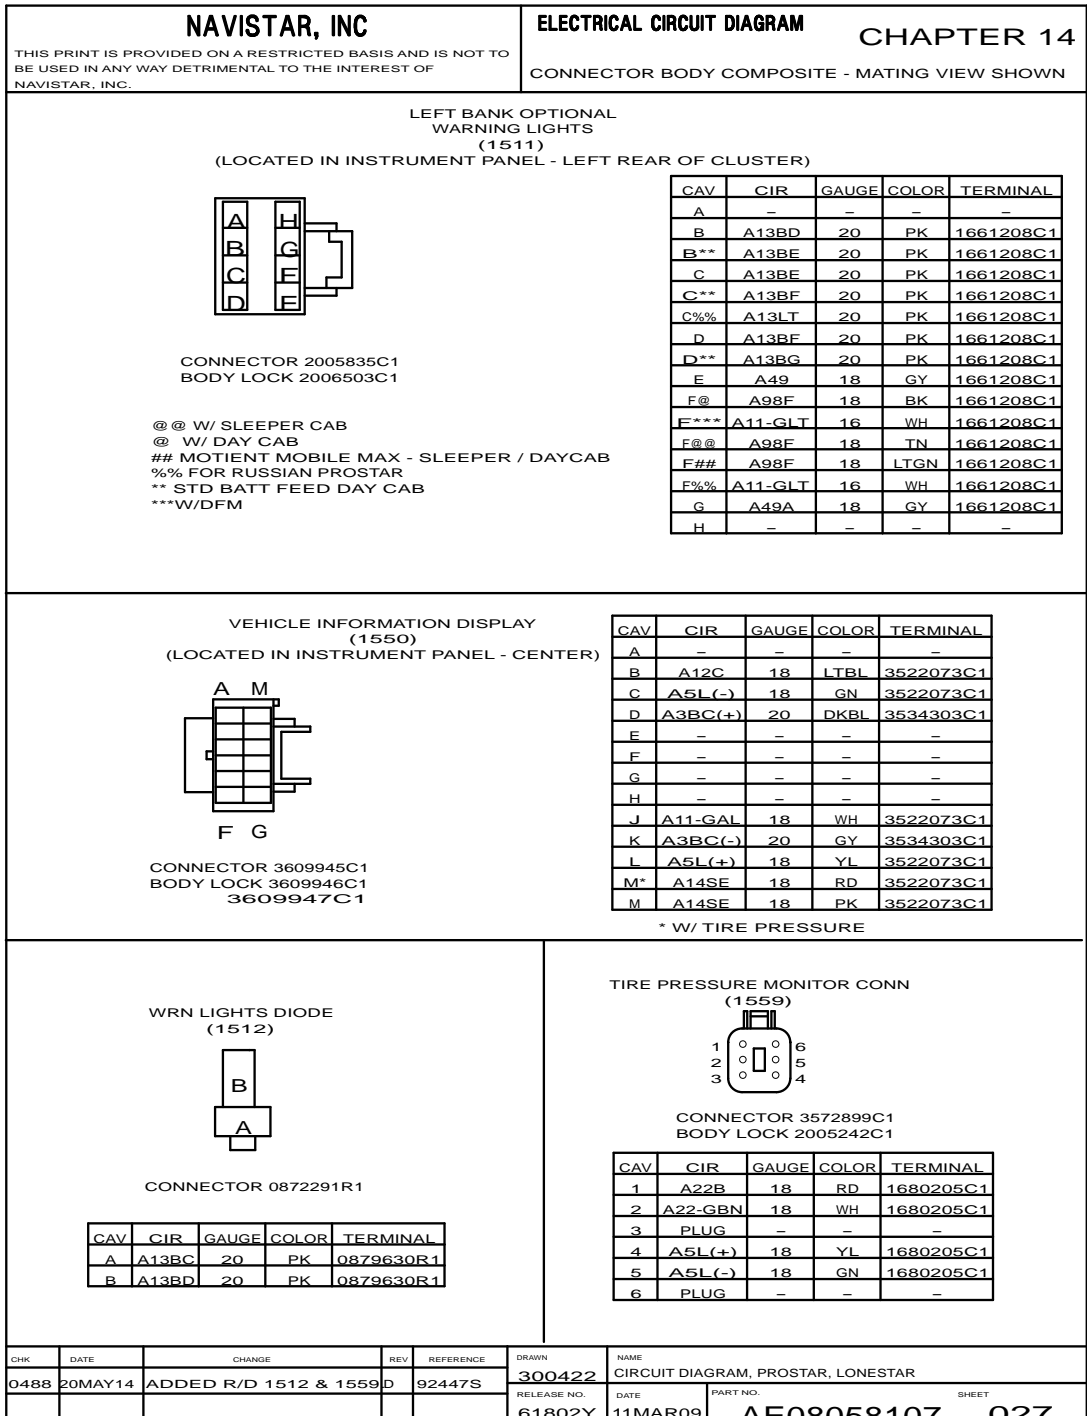 NAVISTAR, INC
THIS PRINT IS PROVIDED ON A RESTRICTED BASIS AND IS NOT TO
BE USED IN ANY WAY DETRIMENTAL TO THE INTEREST OF
NAVISTAR, INC.
ELECTRICAL CIRCUIT DIAGRAM
CHAPTER 14
CONNECTOR BODY COMPOSITE - MATING VIEW SHOWN
LEFT BANK OPTIONAL
WARNING LIGHTS
(1511)
(LOCATED IN INSTRUMENT PANEL - LEFT REAR OF CLUSTER)
A H
B G
C F
D E
CONNECTOR 2005835C1
BODY LOCK 2006503C1
@@ W/ SLEEPER CAB
@ W/ DAY CAB
## MOTIENT MOBILE MAX - SLEEPER / DAYCAB
%% FOR RUSSIAN PROSTAR
** STD BATT FEED DAY CAB
***W/DFM
CAV CIR GAUGE COLOR TERMINAL
A – – – –
B A13BD 20 PK 1661208C1
B** A13BE 20 PK 1661208C1
C A13BE 20 PK 1661208C1
C** A13BF 20 PK 1661208C1
C%% A13LT 20 PK 1661208C1
D A13BF 20 PK 1661208C1
D** A13BG 20 PK 1661208C1
E A49 18 GY 1661208C1
F@ A98F 18 BK 1661208C1
F*** A11-GLT 16 WH 1661208C1
F@@ A98F 18 TN 1661208C1
F## A98F 18 LTGN 1661208C1
F%% A11-GLT 16 WH 1661208C1
G A49A 18 GY 1661208C1
H – – – –
VEHICLE INFORMATION DISPLAY
(1550)
(LOCATED IN INSTRUMENT PANEL - CENTER)
A M
F G
CONNECTOR 3609945C1
BODY LOCK 3609946C1
3609947C1
CAV CIR GAUGE COLOR TERMINAL
A – – – –
B A12C 18 LTBL 3522073C1
C A5L(-) 18 GN 3522073C1
D A3BC(+) 20 DKBL 3534303C1
E – – – –
F – – – –
G – – – –
H – – – –
J A11-GAL 18 WH 3522073C1
K A3BC(-) 20 GY 3534303C1
L A5L(+) 18 YL 3522073C1
M* A14SE 18 RD 3522073C1
M A14SE 18 PK 3522073C1
* W/ TIRE PRESSURE
WRN LIGHTS DIODE
(1512)
B
A
CONNECTOR 0872291R1
CAV CIR GAUGE COLOR TERMINAL
A A13BC 20 PK 0879630R1
B A13BD 20 PK 0879630R1
TIRE PRESSURE MONITOR CONN
(1559)
1 6
2 5
3 4
CONNECTOR 3572899C1
BODY LOCK 2005242C1
CAV CIR GAUGE COLOR TERMINAL
1 A22B 18 RD 1680205C1
2 A22-GBN 18 WH 1680205C1
3 PLUG – – –
4 A5L(+) 18 YL 1680205C1
5 A5L(-) 18 GN 1680205C1
6 PLUG – – –
CHK DATE CHANGE REV REFERENCE
0488 20MAY14 ADDED R/D 1512 & 1559 D 92447S
DRAWN
300422
NAME
CIRCUIT DIAGRAM, PROSTAR, LONESTAR
RELEASE NO.
61802Y
DATE
11MAR09
PART NO.
AE08058107
SHEET
027